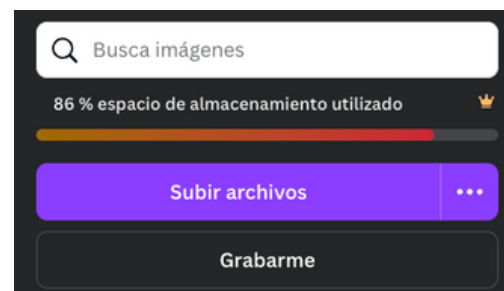 Busca imágenes
86 % espacio de almacenamiento utilizado
Subir archivos
Grabarme